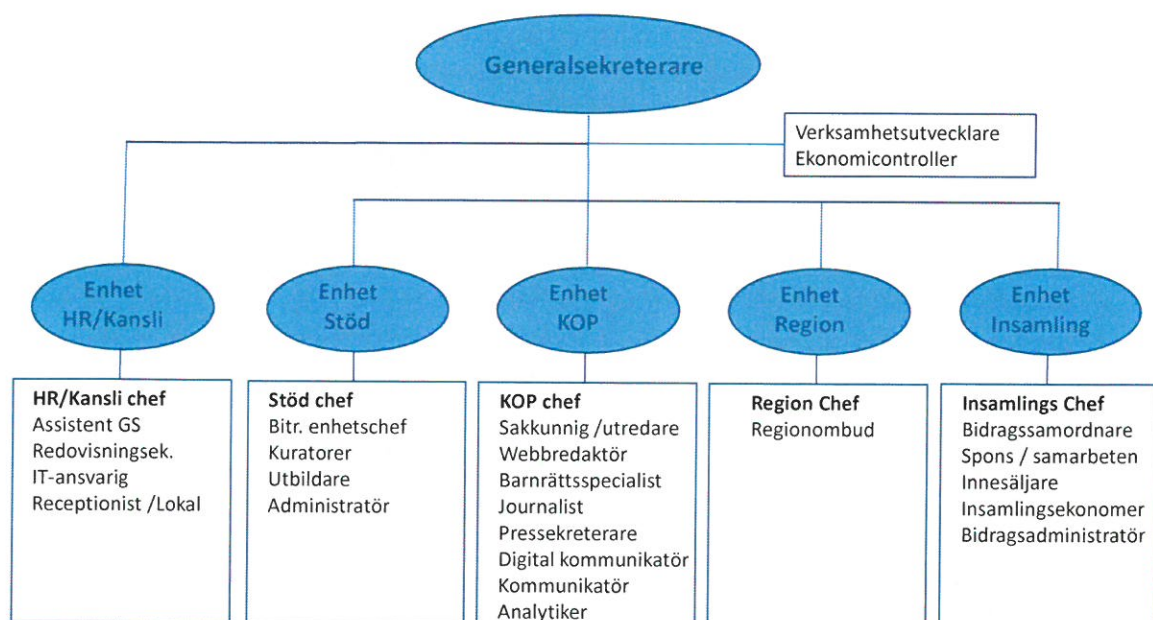 Generalsekreterare
Verksamhetsutvecklare
Ekonomicontroller
Enhet
HR/Kansli
Enhet
Stöd
Enhet
KOP
Enhet
Region
Enhet
Insamling
HR/Kansli chef
Assistent GS
Redovisningsek.
IT-ansvarig
Receptionist /Lokal
Stöd chef
Bitr. enhetschef
Kuratorer
Utbildare
Administratör
KOP chef
Sakkunnig /utredare
Webbredaktör
Barnrättsspecialist
Journalist
Pressekreterare
Digital kommunikatör
Kommunikatör
Analytiker
Region Chef
Regionombud
Insamlings Chef
Bidragssamordnare
Spons / samarbeten
Innesäljare
Insamlingsekonomer
Bidragsadministratör